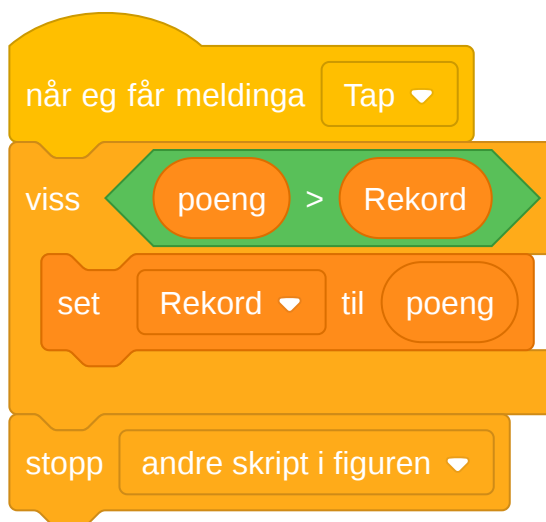 når eg får meldinga Tap
viss poeng > Rekord
set Rekord til poeng
stopp andre skript i figuren